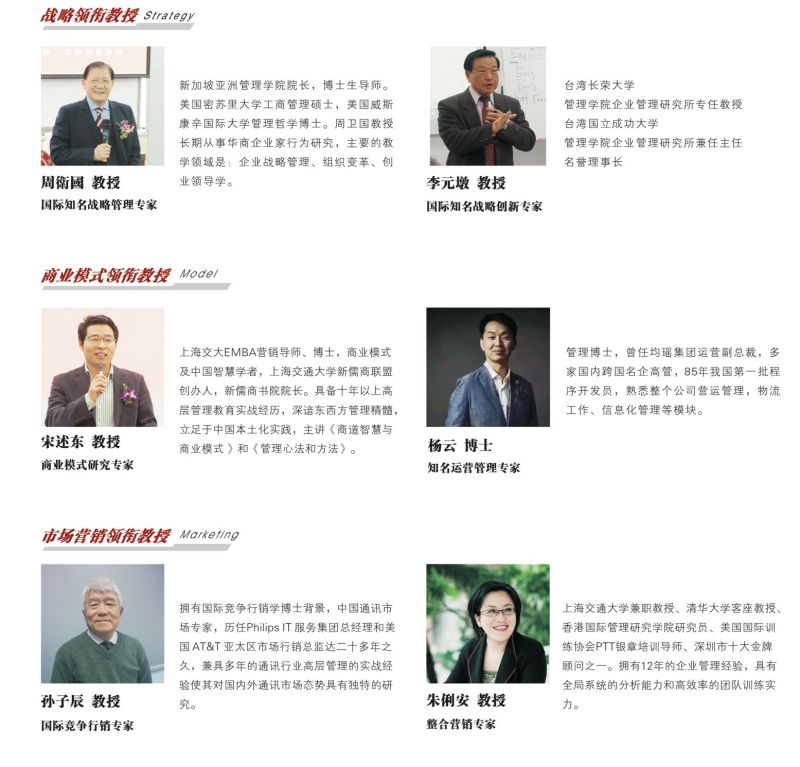 战略领衔教授 Strategy
新加坡亚洲管理学院院长，博士生导师。
美国密苏里大学工商管理硕士，美国威斯
康辛国际大学管理哲学博士。周卫国教授
长期从事华商企业家行为研究，主要的教
学领域是：企业战略管理、组织变革、创
业领导学。
周衛國 教授
国际知名战略管理专家
台湾长荣大学
管理学院企业管理研究所专任教授
台湾国立成功大学
管理学院企业管理研究所兼任主任
名誉理事长
李元墩 教授
国际知名战略创新专家
商业模式领衔教授 Model
上海交大EMBA营销导师、博士，商业模式
及中国智慧学者，上海交通大学新儒商联盟
创办人，新儒商书院院长。具备十年以上高
层管理教育实战经历，深谙东西方管理精髓，
立足于中国本土化实践，主讲《商道智慧与
商业模式》和《管理心法和方法》。
宋述东 教授
商业模式研究专家
管理博士，曾任均瑶集团运营副总裁，多
家国内跨国名企高管，85年我国第一批程
序开发员，熟悉整个公司营运管理，物流
工作、信息化管理等模块。
杨云 博士
知名运营管理专家
市场营销领衔教授 Marketing
拥有国际竞争行销学博士背景，中国通讯市
场专家，历任Philips IT 服务集团总经理和美
国 AT&T 亚太区市场行销总监达二十多年之
久，兼具多年的通讯行业高层管理的实战经
验使其对国内外通讯市场态势具有独特的研
究。
孙子辰 教授
国际竞争行销专家
上海交通大学兼职教授、清华大学客座教授、
香港国际管理研究学院研究员、美国国际训
练协会PTT银章培训导师、深圳市十大金牌
顾问之一。拥有12年的企业管理经验，具有
全局系统的分析能力和高效率的团队训练实
力。
朱俐安 教授
整合营销专家